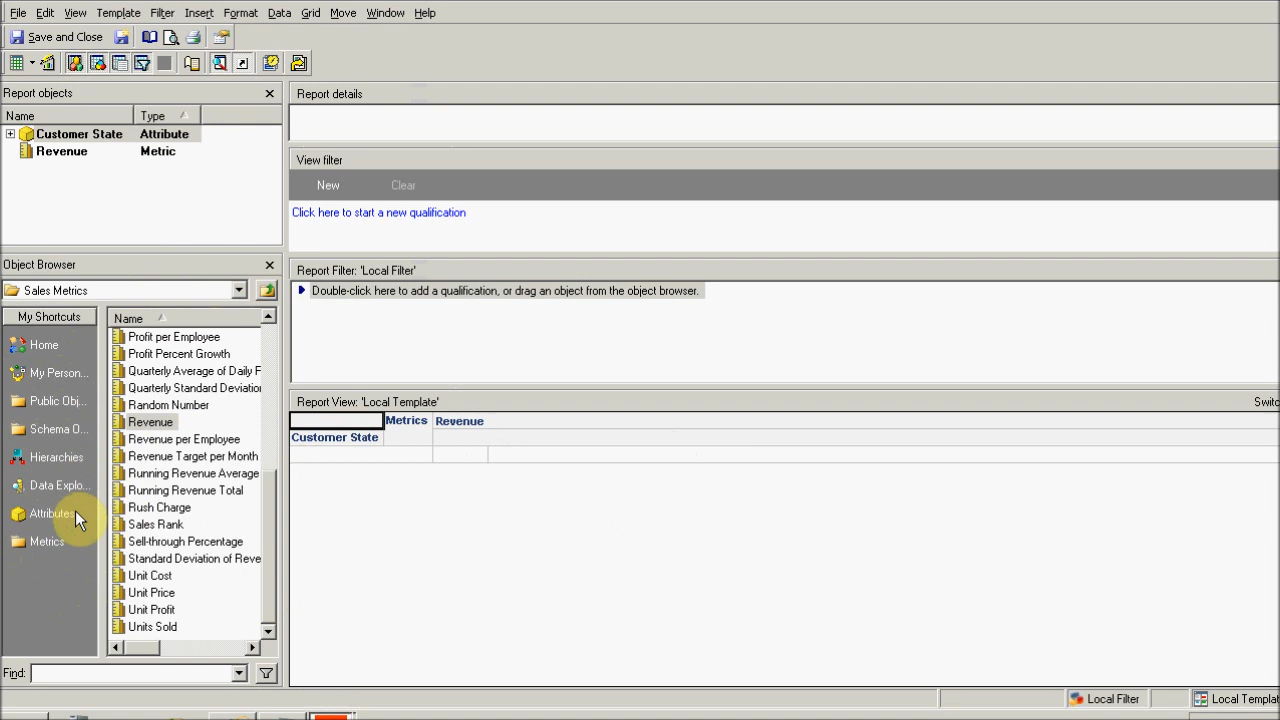 File Edit View Template Filter Insert Format Data Grid Move Window Help
Save and Close
Report objects
Name Type
Customer State Attribute
Revenue Metric
Object Browser
Sales Metrics
My Shortcuts
Home
My Person...
Public Obj...
Schema O...
Hierarchies
Data Explo...
Attributes
Metrics
Name
Profit per Employee
Profit Percent Growth
Quarterly Average of Daily F
Quarterly Standard Deviation
Random Number
Revenue
Revenue per Employee
Revenue Target per Month
Running Revenue Average
Running Revenue Total
Rush Charge
Sales Rank
Sell-through Percentage
Standard Deviation of Reve
Unit Cost
Unit Price
Unit Profit
Units Sold
Find:
Report details
View filter
New Clear
Click here to start a new qualification
Report Filter: 'Local Filter'
Double-click here to add a qualification, or drag an object from the object browser.
Report View: 'Local Template' Switc
Metrics Revenue
Customer State
Local Filter Local Templat